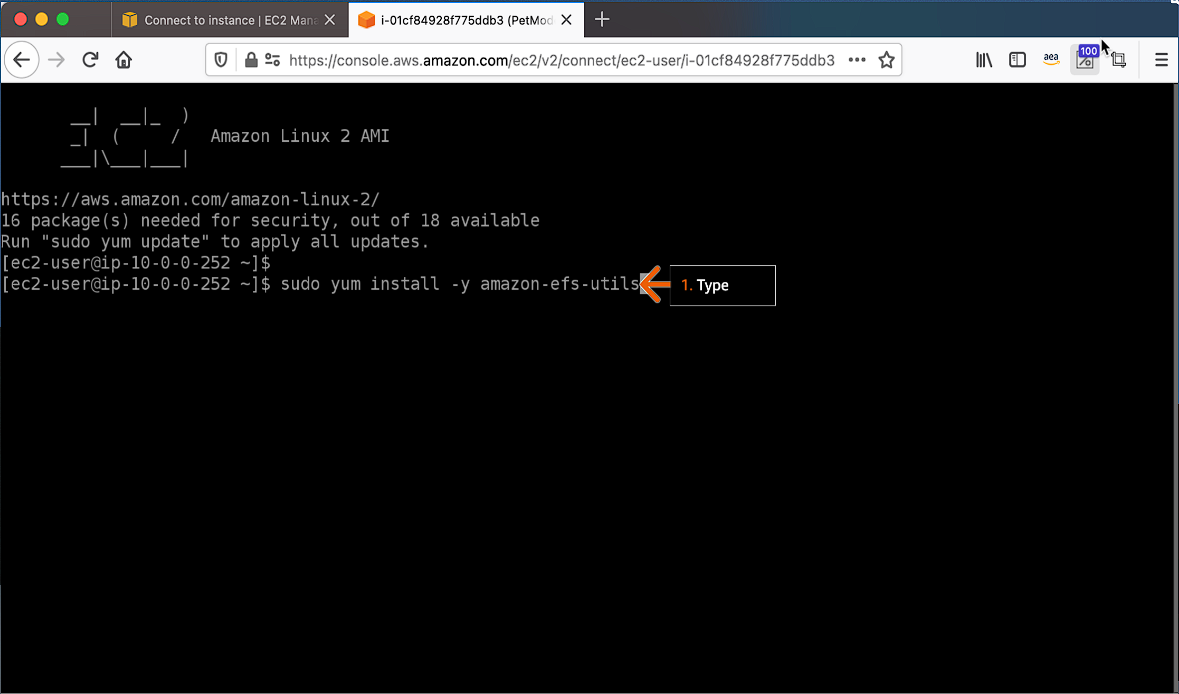 Connect to instance | EC2 Mana
i-01cf84928f775ddb3 (PetMod
https://console.aws.amazon.com/ec2/v2/connect/ec2-user/i-01cf84928f775ddb3
aea
100
__|  __|_  )
_|  (     /   Amazon Linux 2 AMI
___|\___|___|
https://aws.amazon.com/amazon-linux-2/
16 package(s) needed for security, out of 18 available
Run "sudo yum update" to apply all updates.
[ec2-user@ip-10-0-0-252 ~]$
[ec2-user@ip-10-0-0-252 ~]$ sudo yum install -y amazon-efs-utils
1. Type